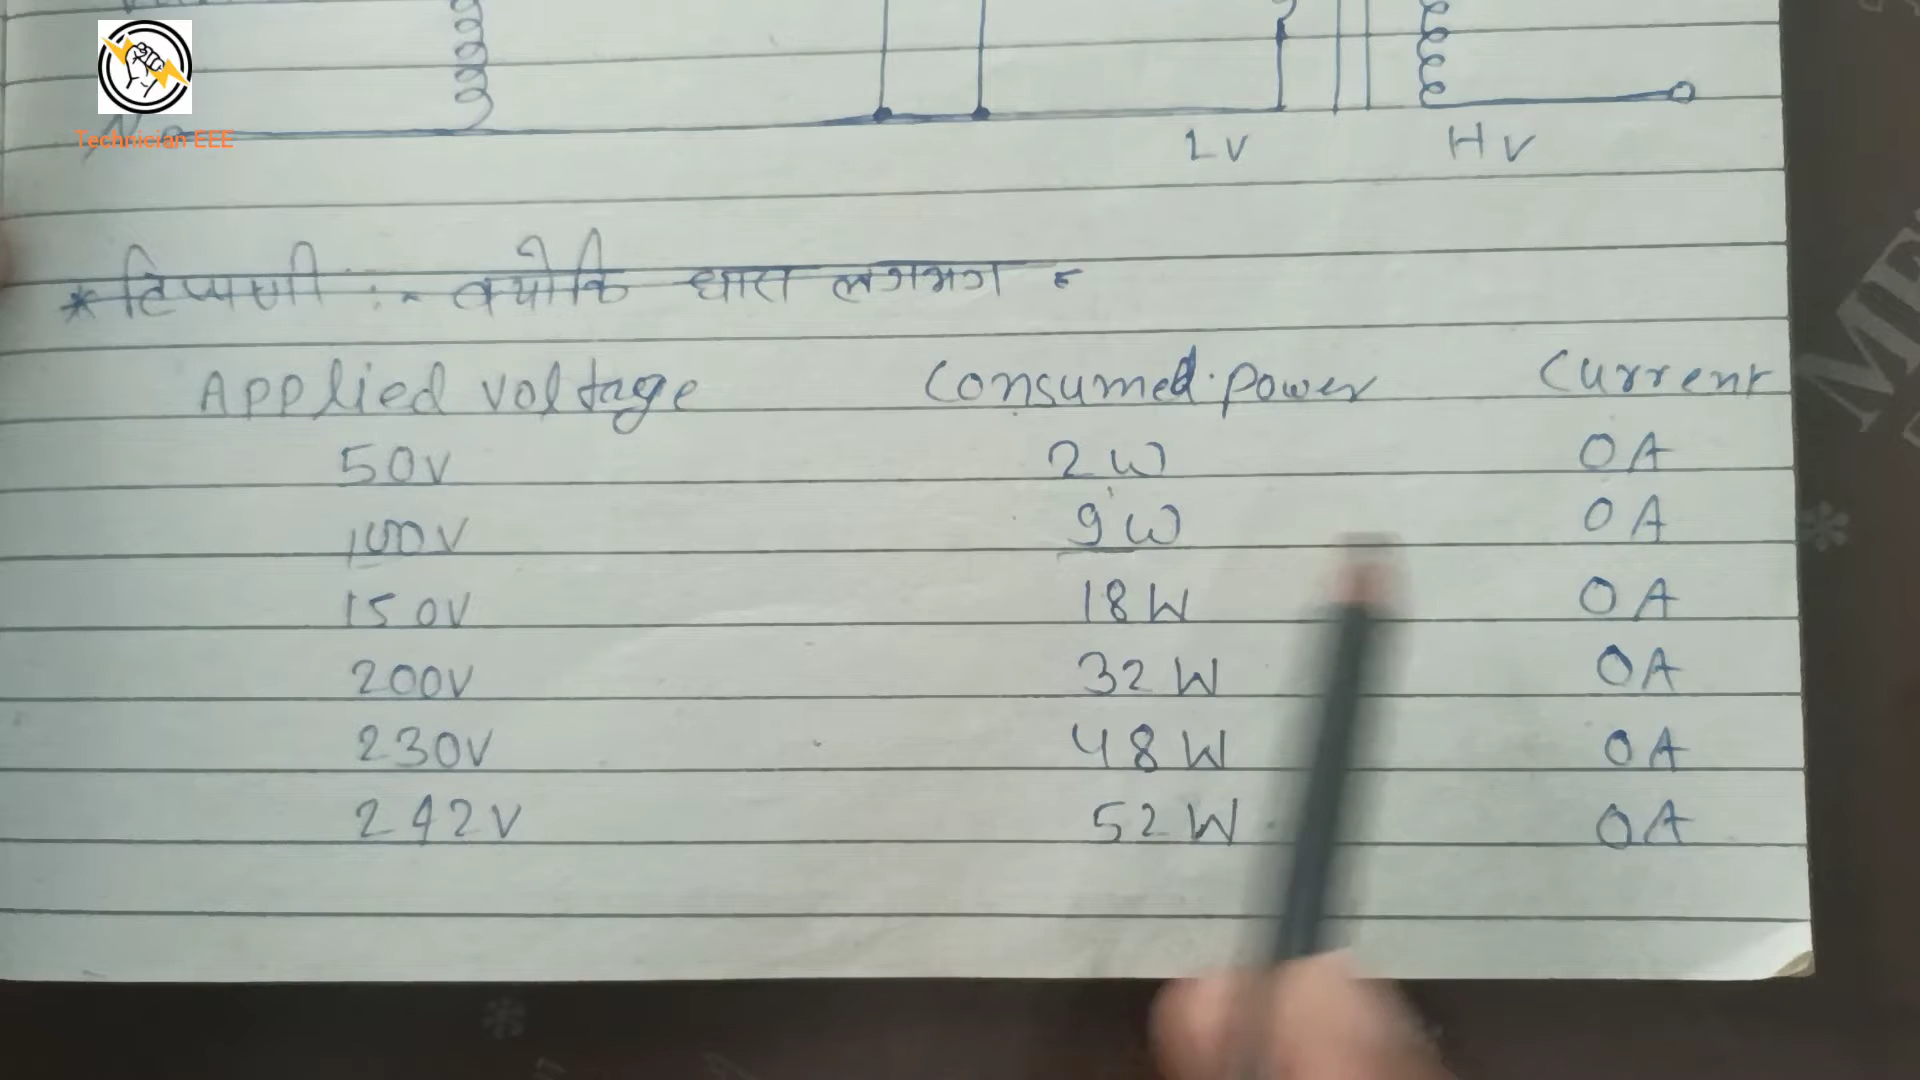 Technician EEE
LV HV
* टिप्पणी :- क्योकि धारा लगभग
Applied voltage Consumed power Current
50V 2W 0A
100V 9W 0A
150V 18W 0A
200V 32W 0A
230V 48W 0A
242V 52W 0A